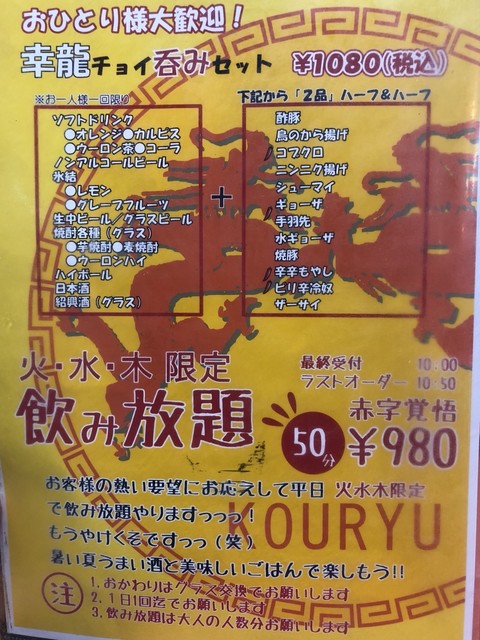 おひとり様大歓迎！
幸龍チョイ呑みセット ￥1080(税込)
※お一人様一回限り
下記から「2品」ハーフ＆ハーフ
ソフトドリンク
●オレンジ●カルピス
●ウーロン茶●コーラ
ノンアルコールビール
氷結
●レモン
●グレープフルーツ
生中ビール／グラスビール
焼酎各種（グラス）
●芋焼酎●麦焼酎
●ウーロンハイ
ハイボール
日本酒
紹興酒（グラス）
＋
酢豚
鳥のから揚げ
コブクロ
ニンニク揚げ
シューマイ
ギョーザ
手羽先
水ギョーザ
焼豚
辛辛もやし
ピリ辛冷奴
ザーサイ
火・水・木 限定
飲み放題
最終受付 10:00
ラストオーダー 10:50
50分
赤字覚悟
￥980
お客様の熱い要望にお応えして平日 火水木限定
で飲み放題やりますっっっ！
もうやけくそですっっ（笑）
暑い夏うまい酒と美味しいごはんで楽しもう!!
KOURYU
注
1.おかわりはグラス交換でお願いします
2.1日1回迄でお願いします
3.飲み放題は大人の人数分お願いします